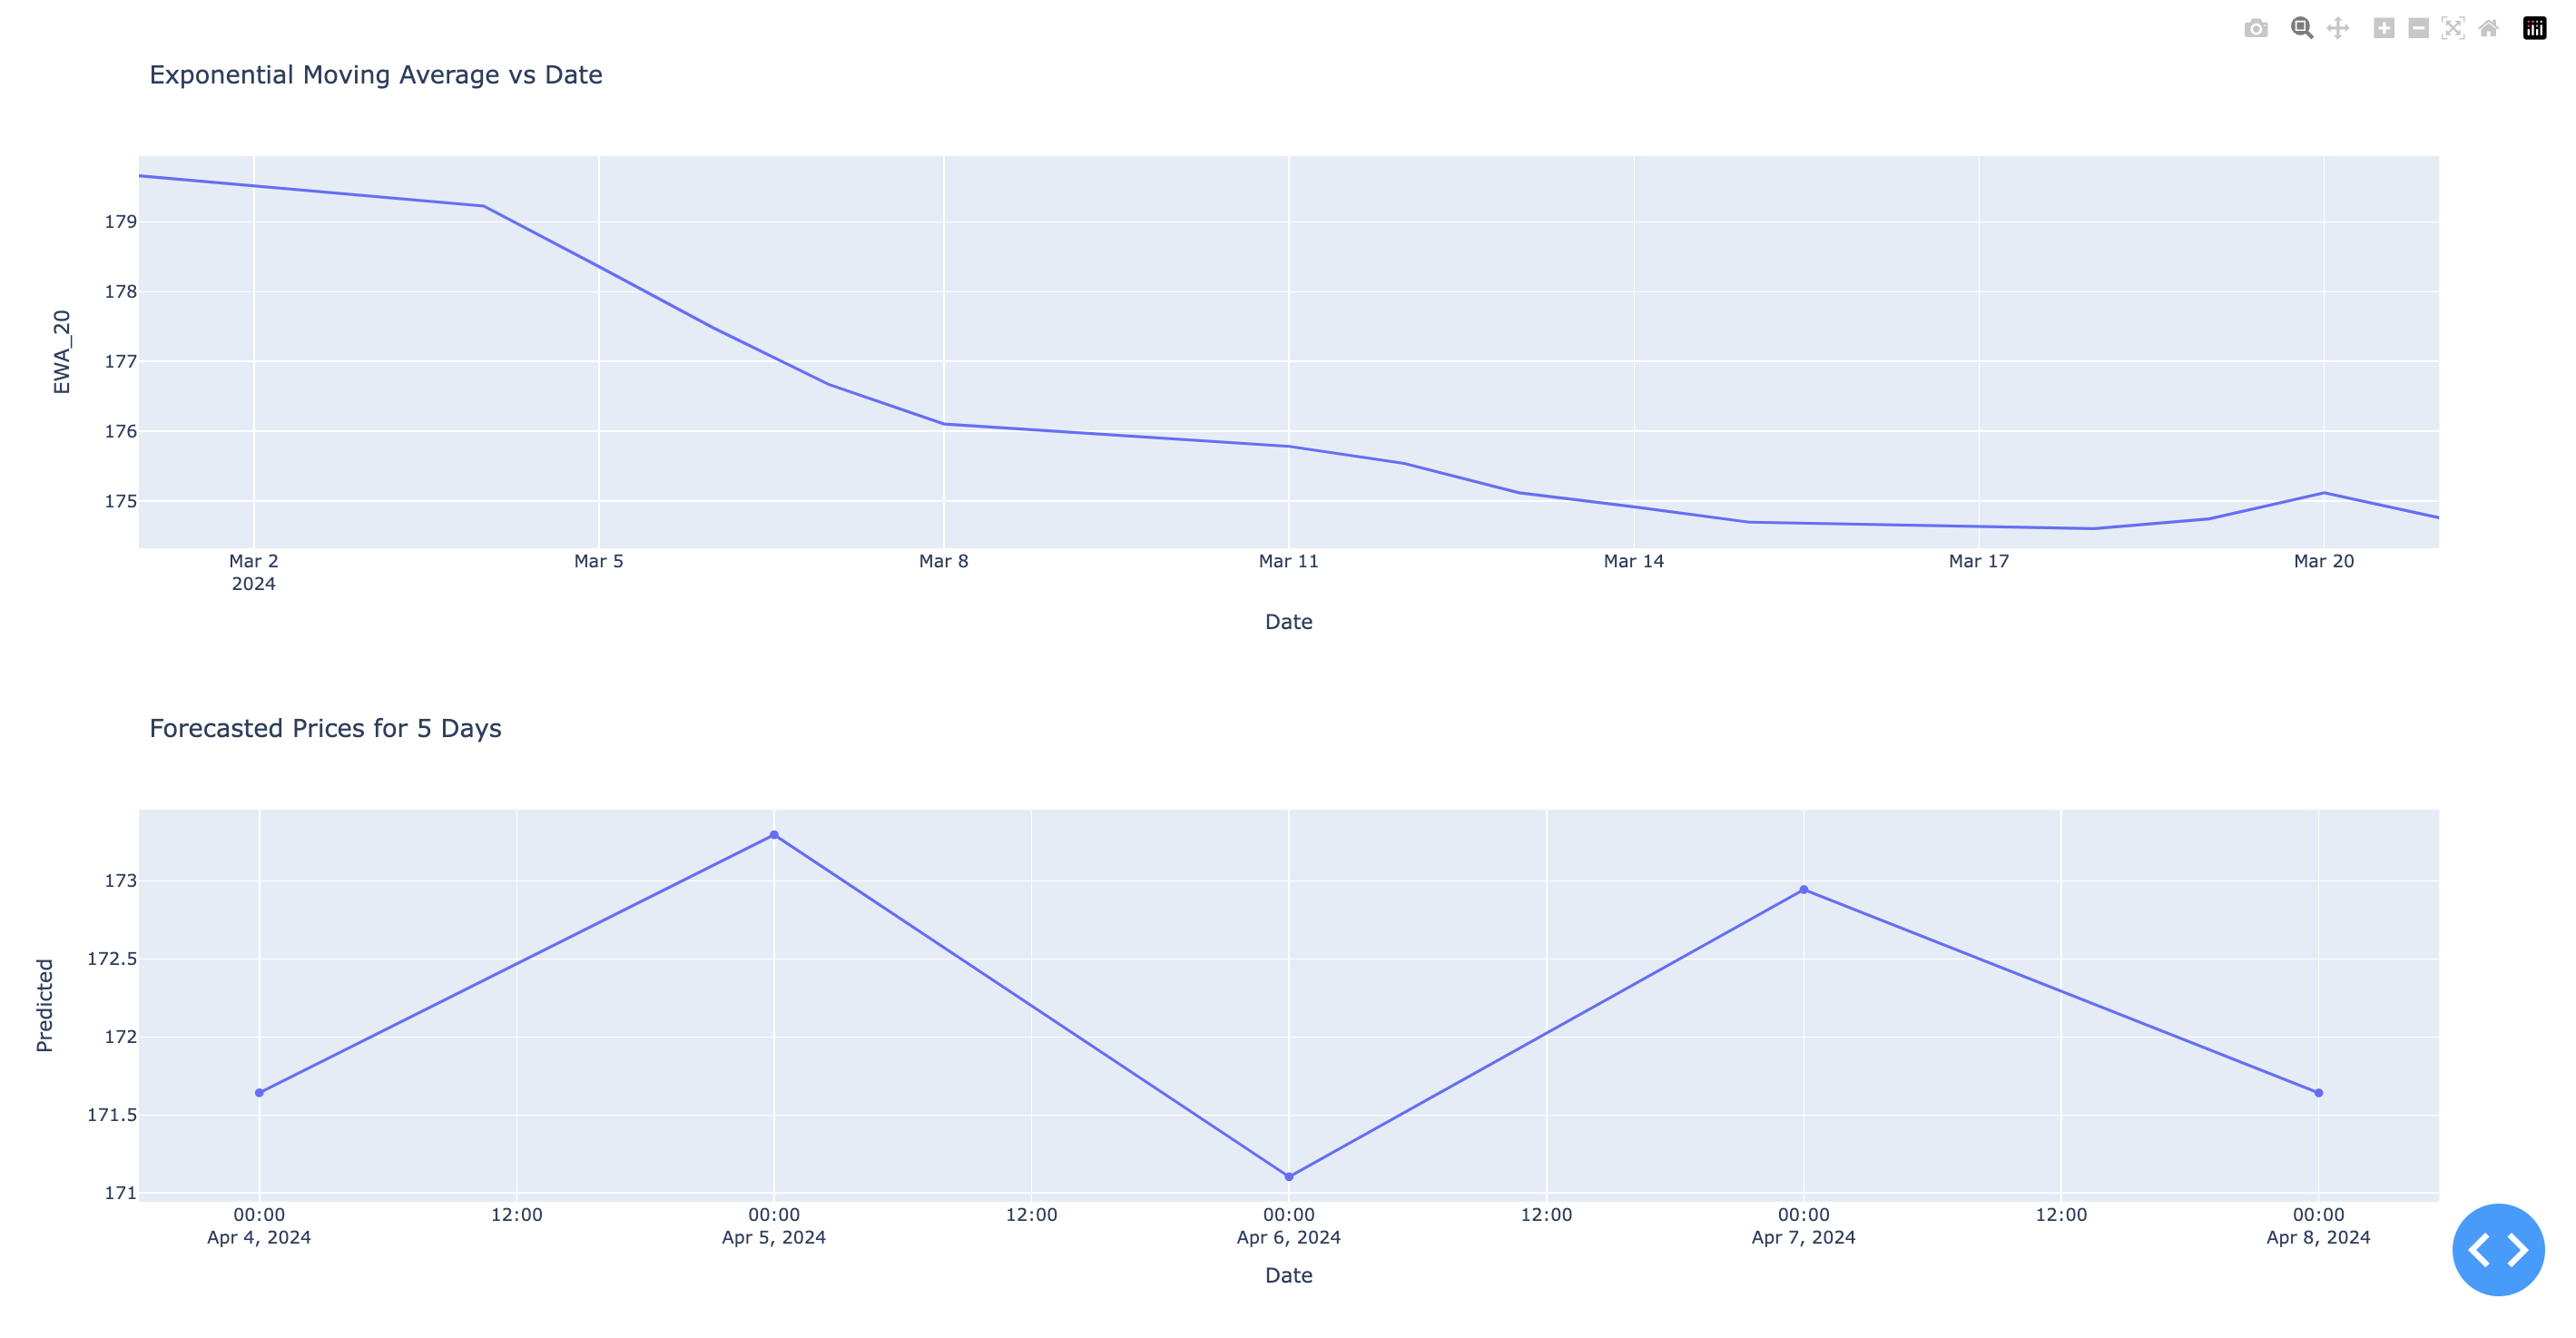 Exponential Moving Average vs Date
179
178
177
176
175
EWA_20
Mar 2 Mar 5 Mar 8 Mar 11 Mar 14 Mar 17 Mar 20
2024
Date
Forecasted Prices for 5 Days
173
172.5
172
171.5
171
Predicted
00:00 12:00 00:00 12:00 00:00 12:00 00:00 12:00 00:00
Apr 4, 2024 Apr 5, 2024 Apr 6, 2024 Apr 7, 2024 Apr 8, 2024
Date